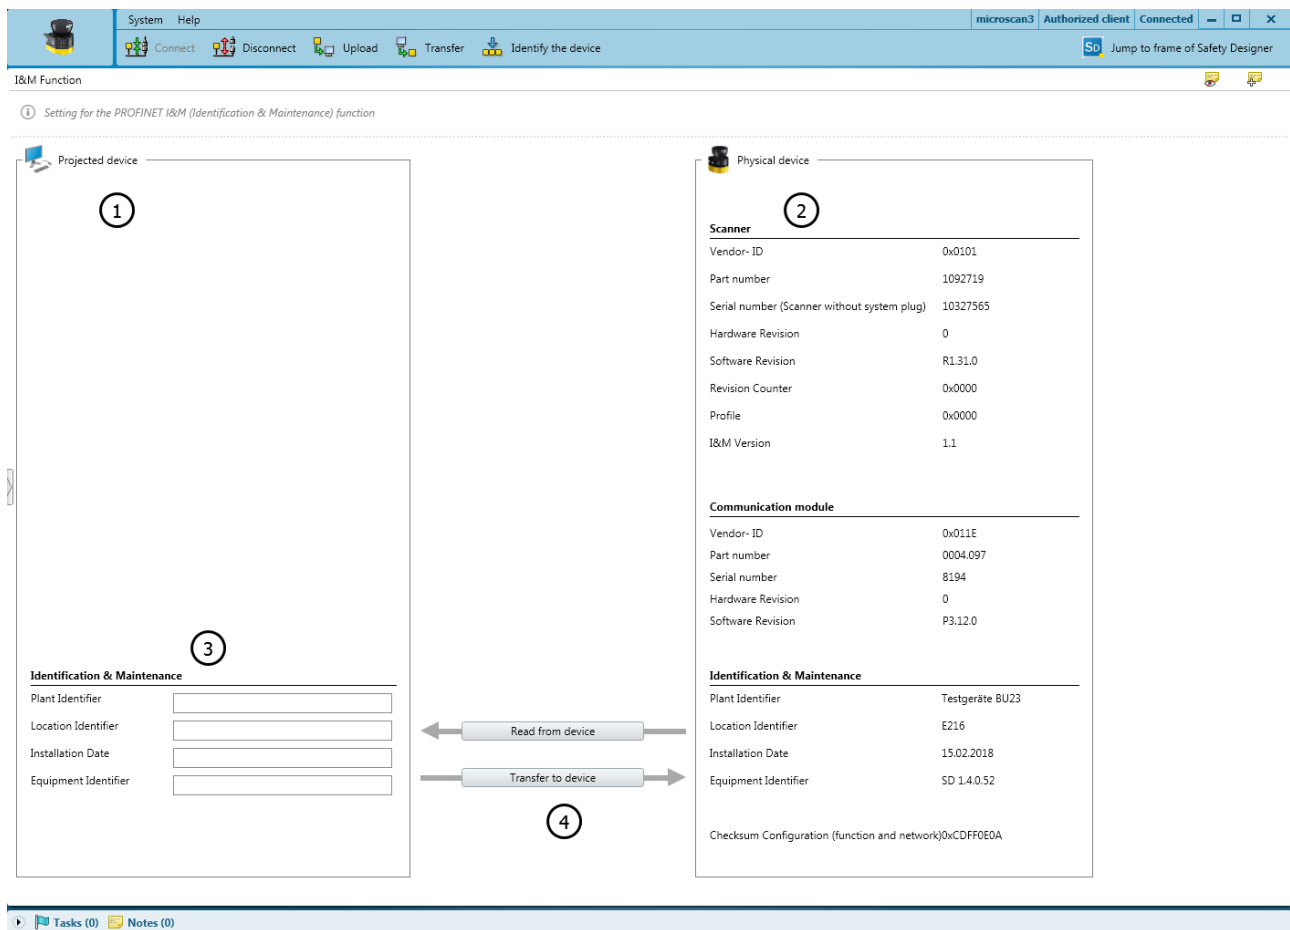 System Help
microscan3 Authorized client Connected
Connect Disconnect Upload Transfer Identify the device
SD Jump to frame of Safety Designer
I&M Function
Setting for the PROFINET I&M (Identification & Maintenance) function
Projected device
Physical device
1
2
Scanner
Vendor- ID 0x0101
Part number 1092719
Serial number (Scanner without system plug) 10327565
Hardware Revision 0
Software Revision R1.31.0
Revision Counter 0x0000
Profile 0x0000
I&M Version 1.1
Communication module
Vendor- ID 0x011E
Part number 0004.097
Serial number 8194
Hardware Revision 0
Software Revision P3.12.0
3
Identification & Maintenance
Plant Identifier
Location Identifier
Installation Date
Equipment Identifier
Read from device
Transfer to device
4
Identification & Maintenance
Plant Identifier Testgeräte BU23
Location Identifier E216
Installation Date 15.02.2018
Equipment Identifier SD 1.4.0.52
Checksum Configuration (function and network)0xCDFF0E0A
Tasks (0) Notes (0)